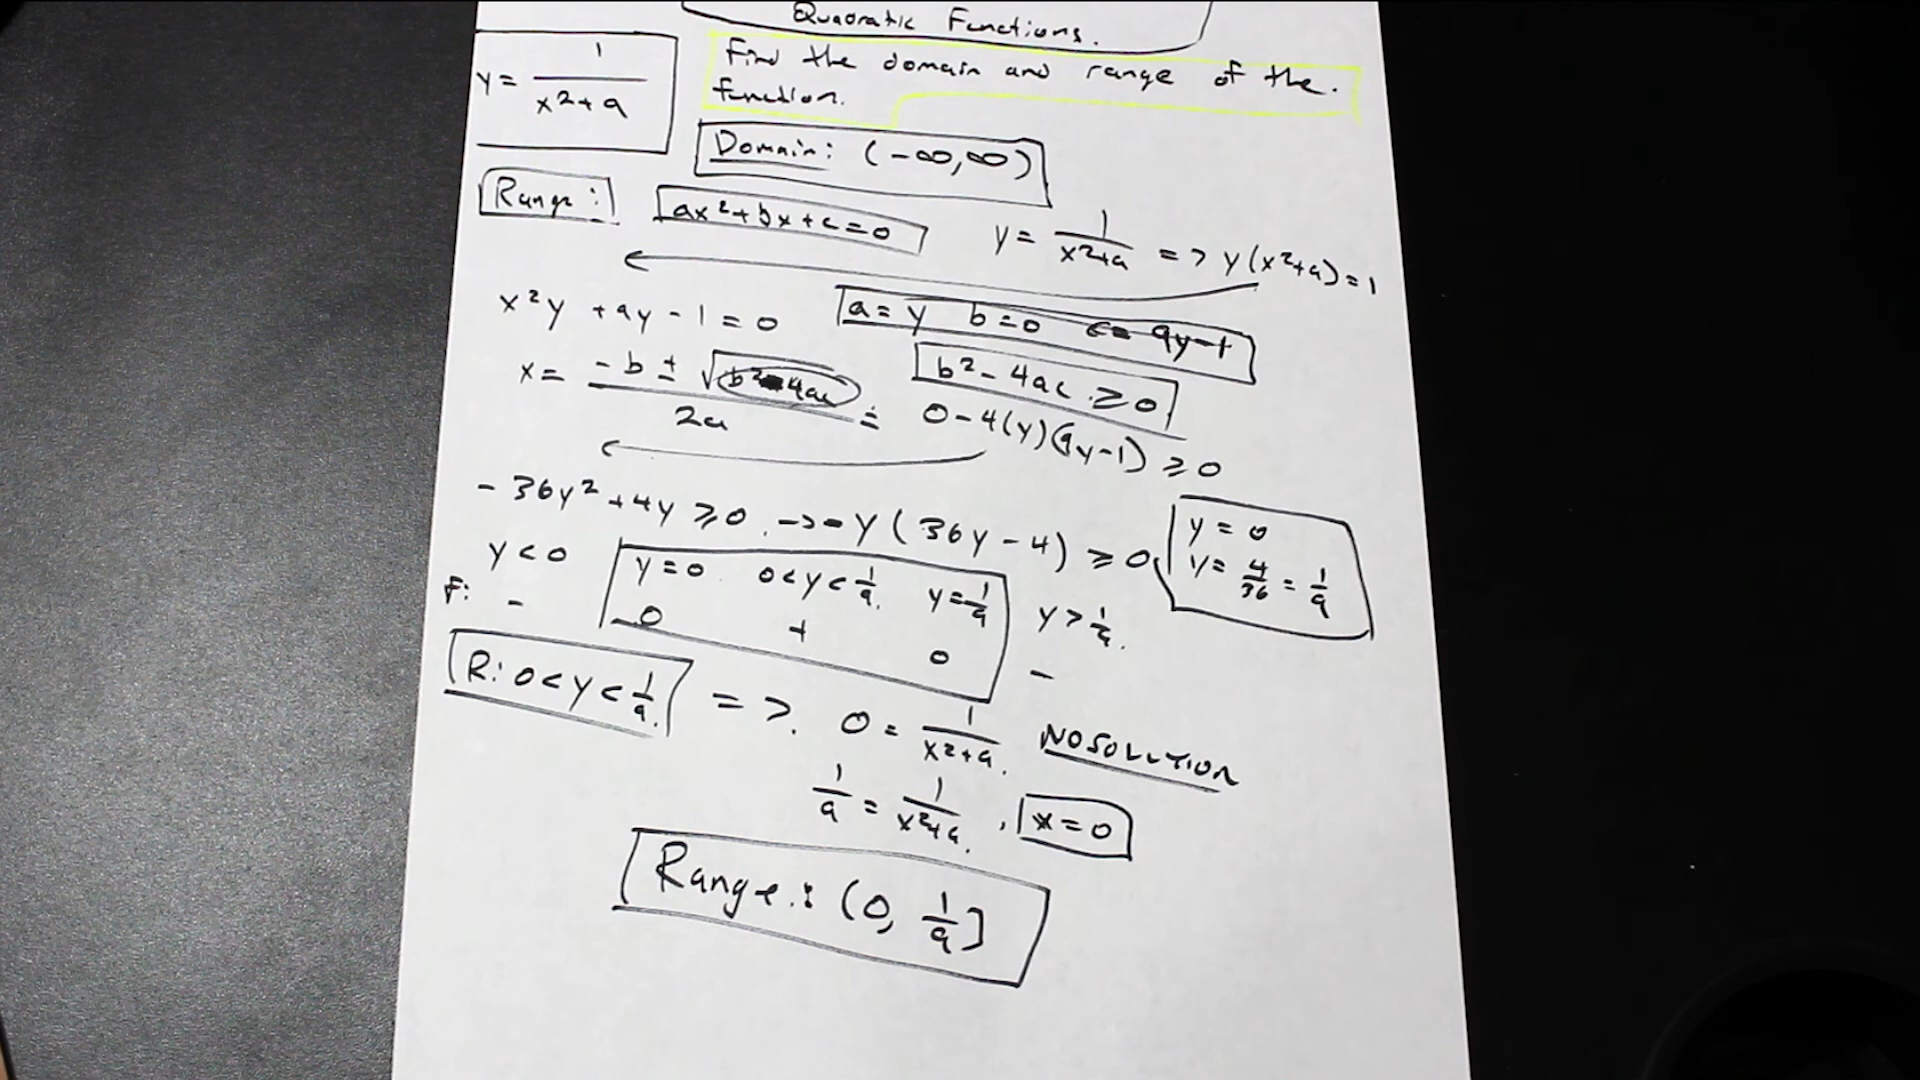 Quadratic Functions.
y = 1/(x²+9)
Find the domain and range of the.
function.
Domain: (-∞,∞)
Range:
ax²+bx+c=0
y = 1/(x²+9) => y(x²+9)=1
x²y +9y-1=0
a=y b=0 c= 9y-1
x= (-b ± √(b²-4ac))/2a =
b²-4ac ≥0
0-4(y)(9y-1) ≥0
-36y²+4y ≥0. ->-y(36y-4) ≥0
y = 0
y= 4/36 = 1/9
y<0 y=0 0<y<1/9. y=1/9 y>1/9.
F: - 0 + 0 -
R: 0<y<1/9. =>. 0= 1/(x²+9). NO SOLUTION
1/9 = 1/(x²+9). , x=0
Range: (0, 1/9]